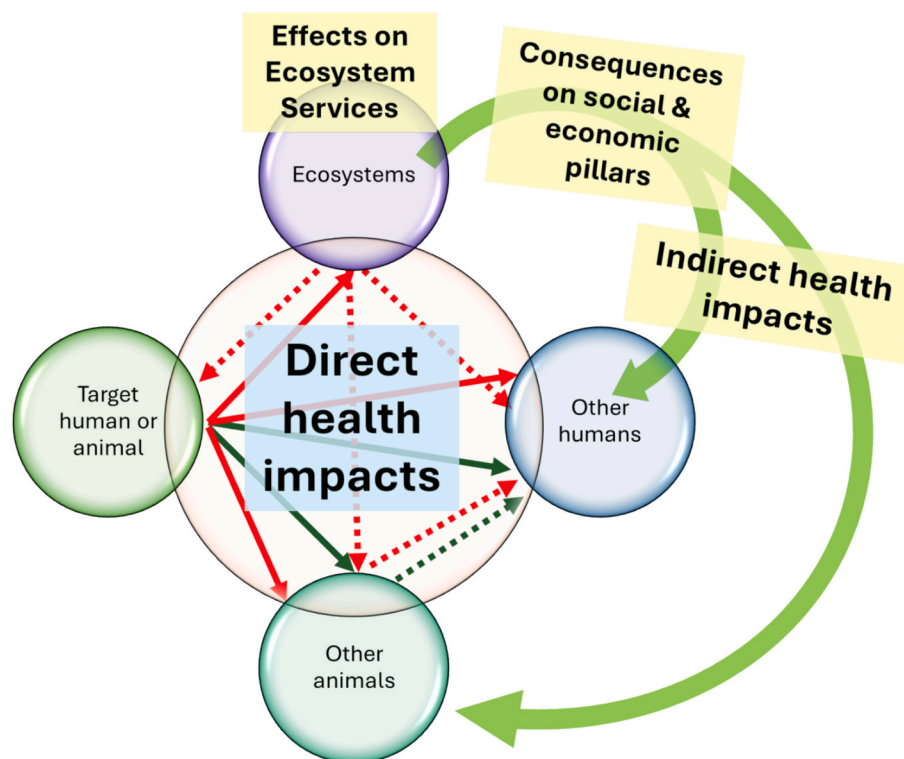 Effects on
Ecosystem
Services
Consequences
on social &
economic
pillars
Ecosystems
Indirect health
impacts
Direct
health
impacts
Target
human or
animal
Other
humans
Other
animals